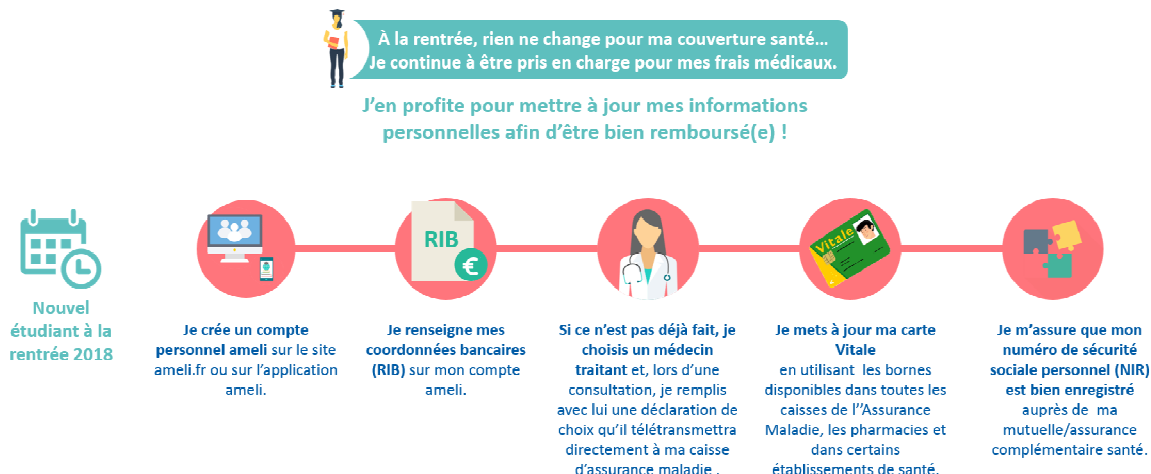 À la rentrée, rien ne change pour ma couverture santé...
Je continue à être pris en charge pour mes frais médicaux.
J'en profite pour mettre à jour mes informations
personnelles afin d'être bien remboursé(e) !
Nouvel
étudiant à la
rentrée 2018
RIB
€
Vitale
Je crée un compte
personnel ameli sur le site
ameli.fr ou sur l'application
ameli.
Je renseigne mes
coordonnées bancaires
(RIB) sur mon compte
ameli.
Si ce n'est pas déjà fait, je
choisis un médecin
traitant et, lors d'une
consultation, je remplis
avec lui une déclaration de
choix qu'il télétransmettra
directement à ma caisse
d'assurance maladie .
Je mets à jour ma carte
Vitale
en utilisant les bornes
disponibles dans toutes les
caisses de l''Assurance
Maladie, les pharmacies et
dans certains
établissements de santé.
Je m'assure que mon
numéro de sécurité
sociale personnel (NIR)
est bien enregistré
auprès de ma
mutuelle/assurance
complémentaire santé.